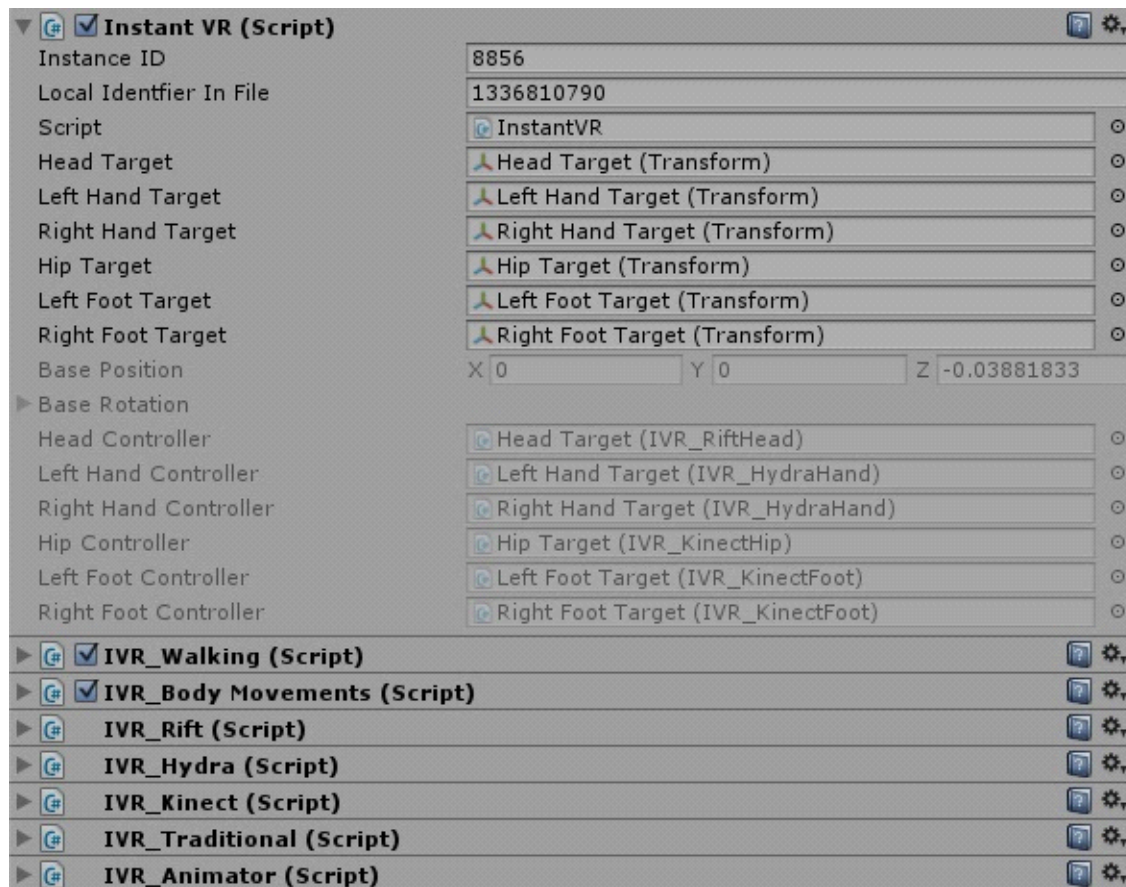 Instant VR (Script)
Instance ID 8856
Local Identfier In File 1336810790
Script InstantVR
Head Target Head Target (Transform)
Left Hand Target Left Hand Target (Transform)
Right Hand Target Right Hand Target (Transform)
Hip Target Hip Target (Transform)
Left Foot Target Left Foot Target (Transform)
Right Foot Target Right Foot Target (Transform)
Base Position X 0 Y 0 Z -0.03881833
Base Rotation
Head Controller Head Target (IVR_RiftHead)
Left Hand Controller Left Hand Target (IVR_HydraHand)
Right Hand Controller Right Hand Target (IVR_HydraHand)
Hip Controller Hip Target (IVR_KinectHip)
Left Foot Controller Left Foot Target (IVR_KinectFoot)
Right Foot Controller Right Foot Target (IVR_KinectFoot)
IVR_Walking (Script)
IVR_Body Movements (Script)
IVR_Rift (Script)
IVR_Hydra (Script)
IVR_Kinect (Script)
IVR_Traditional (Script)
IVR_Animator (Script)